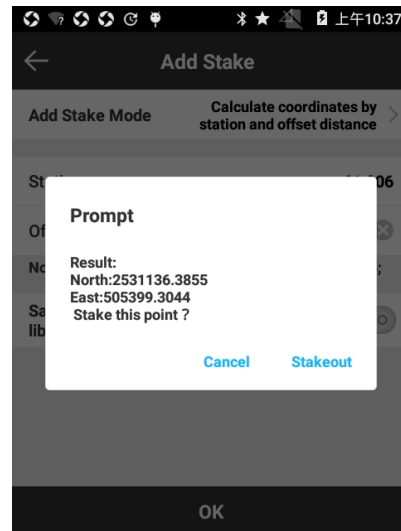 上午10:37
Add Stake
Add Stake Mode
Calculate coordinates by
station and offset distance
Prompt
Result:
North:2531136.3855
East:505399.3044
Stake this point ?
Cancel
Stakeout
OK